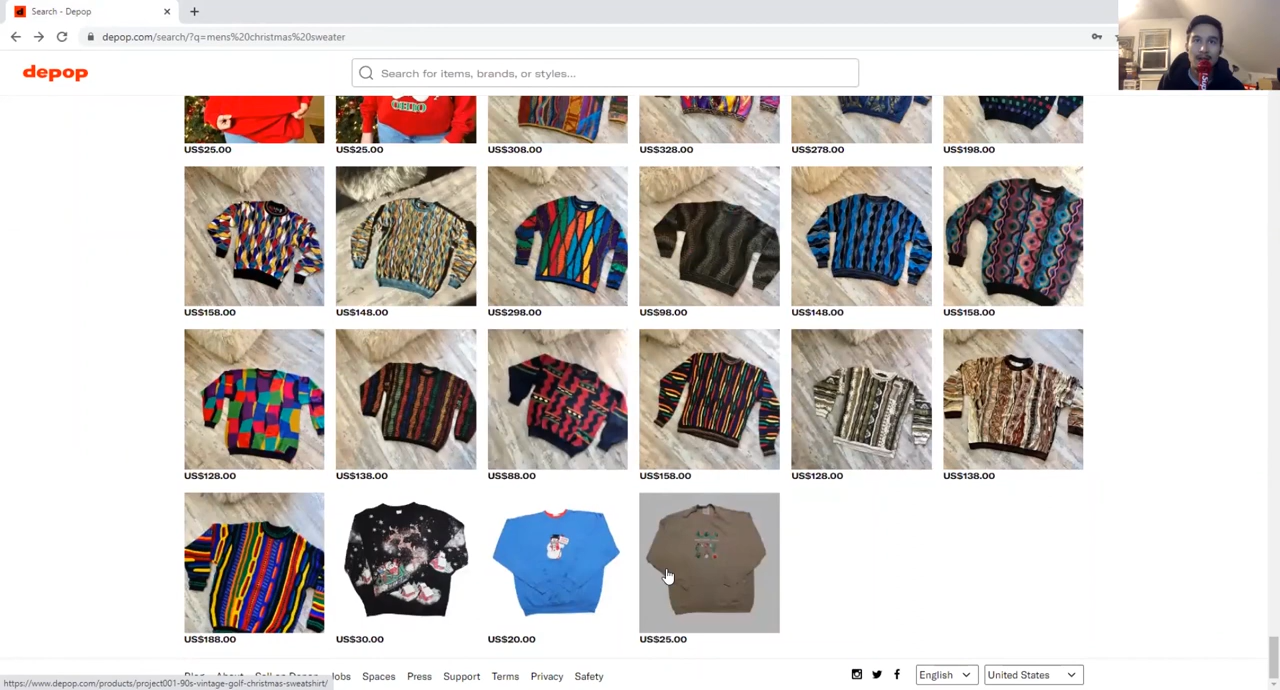 Search - Depop
depop.com/search/?q=mens%20christmas%20sweater
depop
Search for items, brands, or styles...
OHIO
US$25.00 US$25.00 US$308.00 US$328.00 US$278.00 US$198.00
US$158.00 US$148.00 US$298.00 US$98.00 US$148.00 US$158.00
US$128.00 US$138.00 US$88.00 US$158.00 US$128.00 US$138.00
US$188.00 US$30.00 US$20.00 US$25.00
Jobs Spaces Press Support Terms Privacy Safety English United States
https://www.depop.com/products/project001-90s-vintage-golf-christmas-sweatshirt/